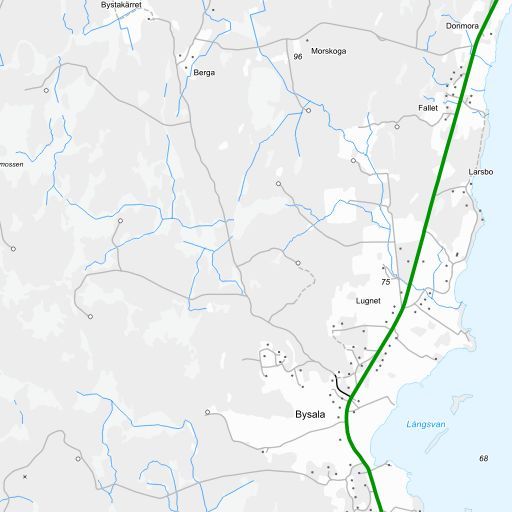 Bystakärret
Donmora
Morskoga
96
Berga
Fallet
mossen
Larsbo
75
Lugnet
Bysala
Långsvan
68